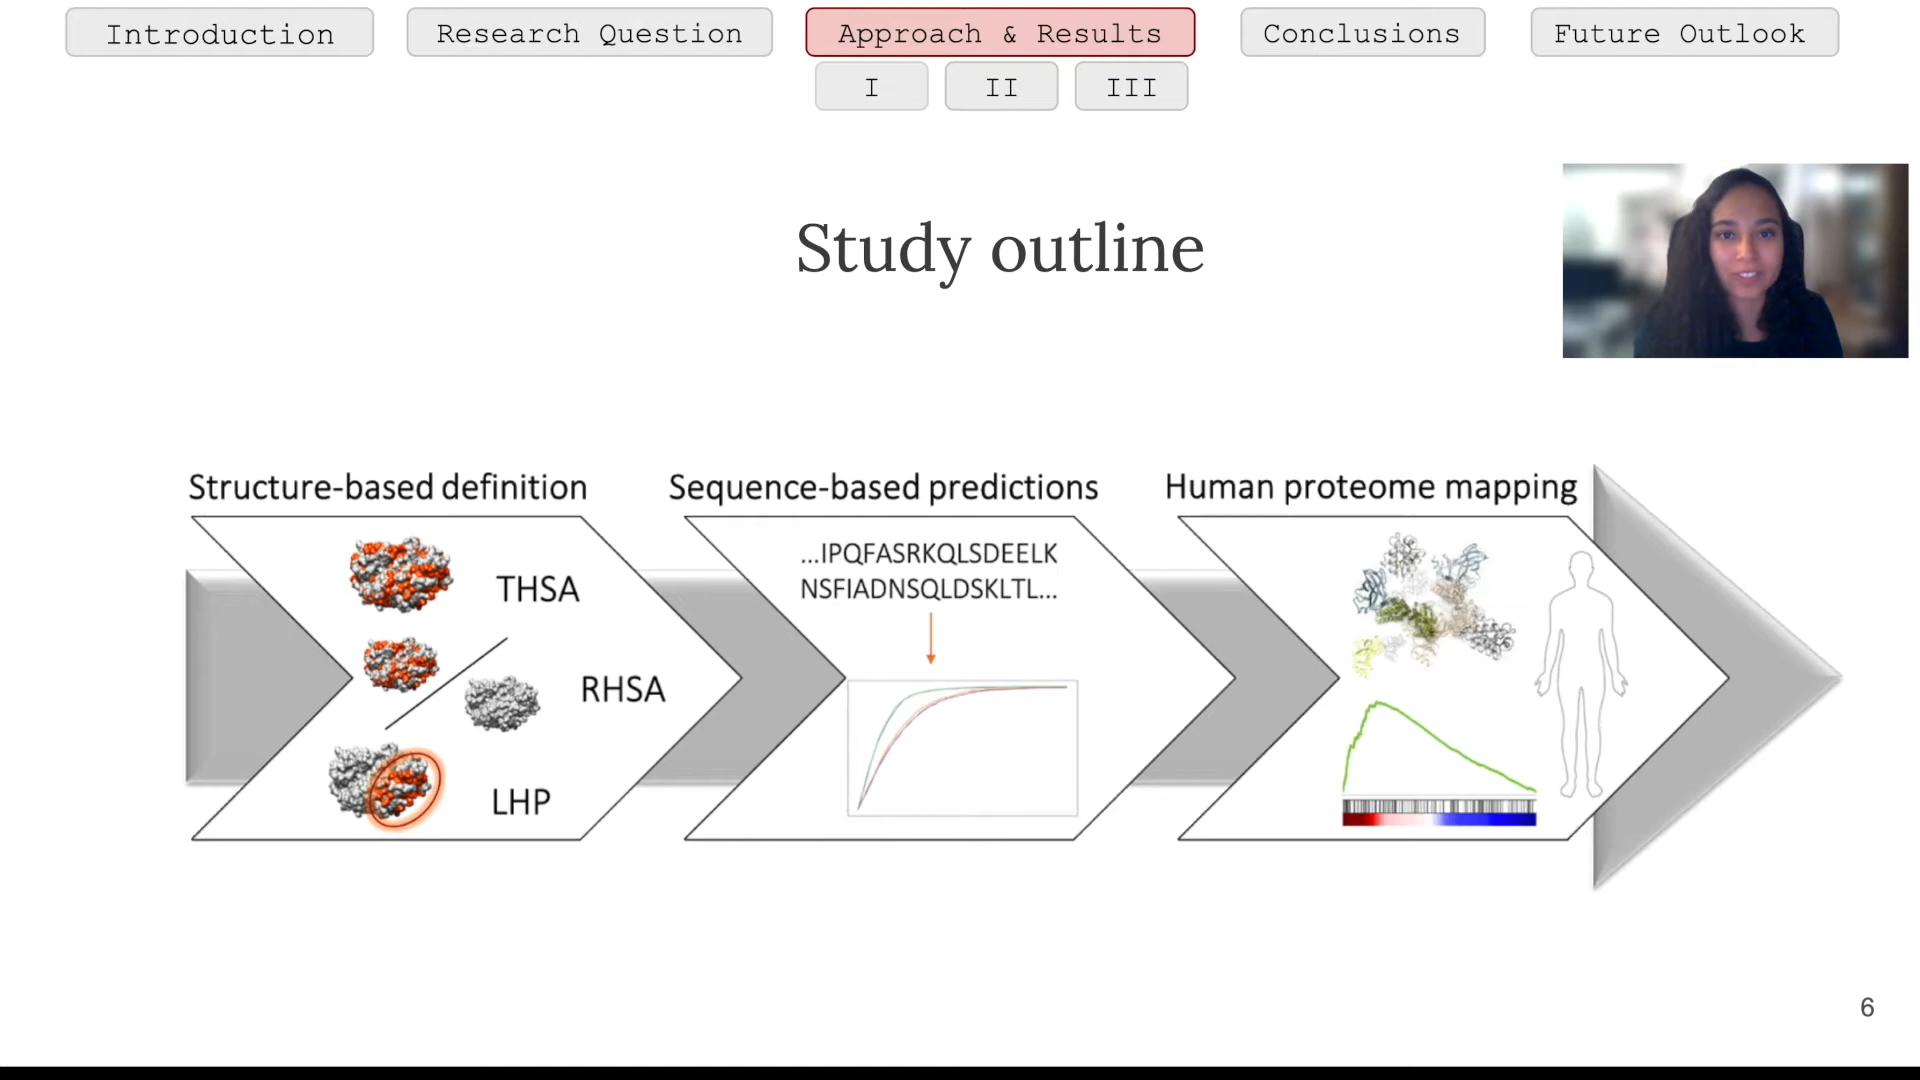 Introduction
Research Question
Approach & Results
Conclusions
Future Outlook
I
II
III
Study outline
Structure-based definition
Sequence-based predictions
Human proteome mapping
THSA
RHSA
LHP
...IPQFASRKQLSDEELK
NSFIADNSQLDSKLTL...
6